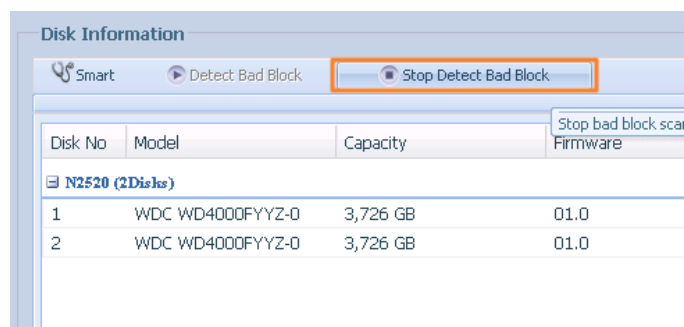 Disk Information
Smart Detect Bad Block Stop Detect Bad Block
Stop bad block scan
Disk No Model Capacity Firmware
N2520 (2Disks)
1 WDC WD4000FYYZ-0 3,726 GB 01.0
2 WDC WD4000FYYZ-0 3,726 GB 01.0